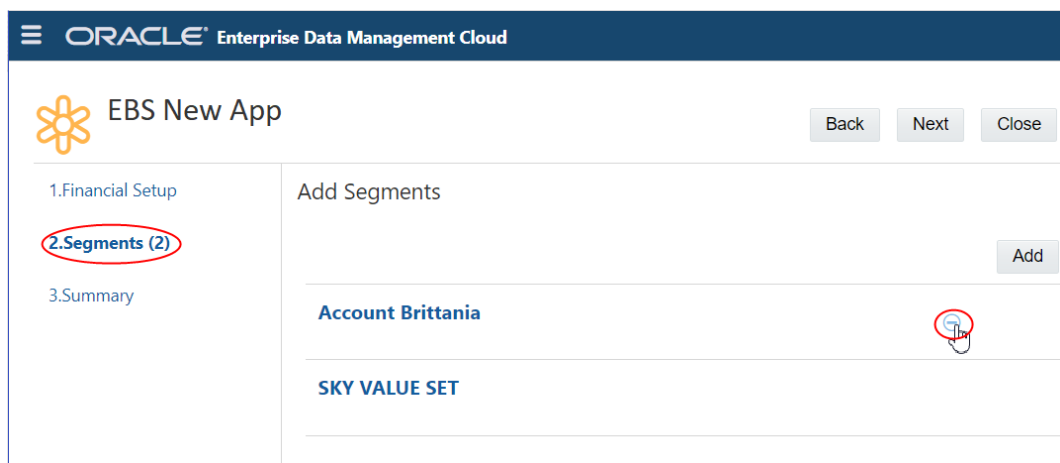 ORACLE® Enterprise Data Management Cloud
EBS New App
Back Next Close
1.Financial Setup
2.Segments (2)
3.Summary
Add Segments
Add
Account Brittania
SKY VALUE SET